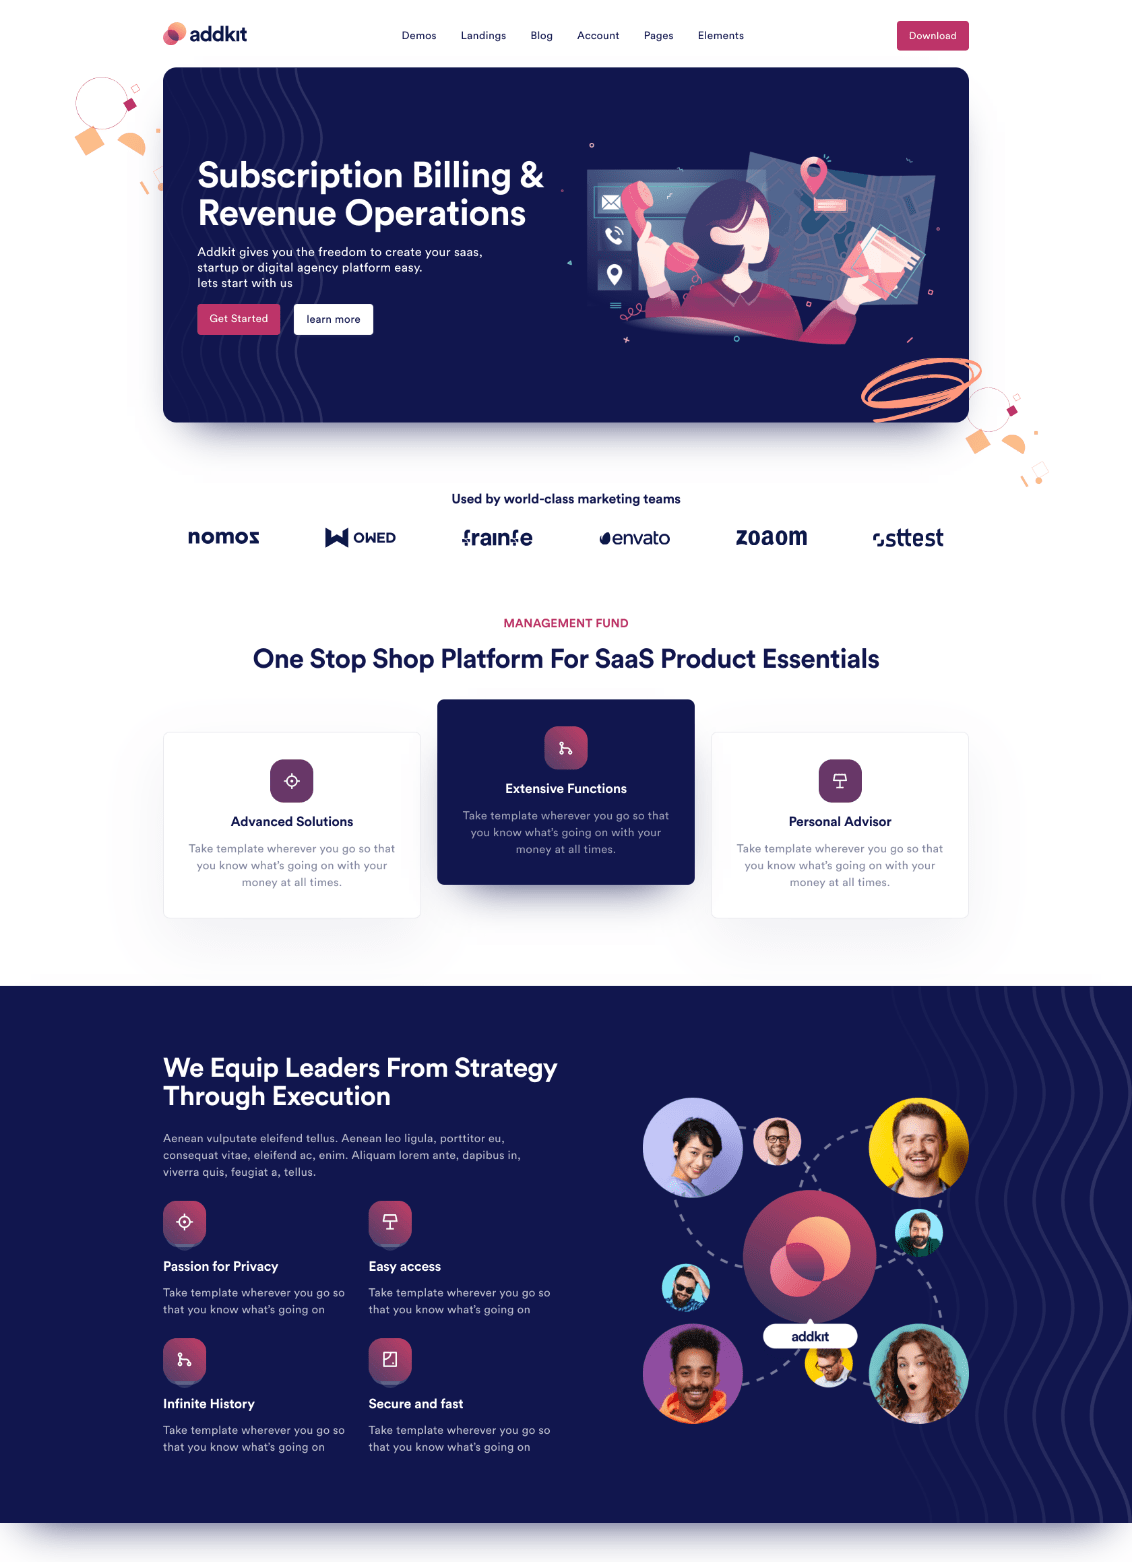 addkit
Demos Landings Blog Account Pages Elements
Download
Subscription Billing &
Revenue Operations
Addkit gives you the freedom to create your saas,
startup or digital agency platform easy.
lets start with us
Get Started learn more
Used by world-class marketing teams
nomoz OWED frainfe envato zoaom osttest
MANAGEMENT FUND
One Stop Shop Platform For SaaS Product Essentials
Extensive Functions
Take template wherever you go so that
you know what's going on with your
money at all times.
Advanced Solutions
Take template wherever you go so that
you know what's going on with your
money at all times.
Personal Advisor
Take template wherever you go so that
you know what's going on with your
money at all times.
We Equip Leaders From Strategy
Through Execution
Aenean vulputate eleifend tellus. Aenean leo ligula, porttitor eu,
consequat vitae, eleifend ac, enim. Aliquam lorem ante, dapibus in,
viverra quis, feugiat a, tellus.
Passion for Privacy
Take template wherever you go so
that you know what's going on
Easy access
Take template wherever you go so
that you know what's going on
Infinite History
Take template wherever you go so
that you know what's going on
Secure and fast
Take template wherever you go so
that you know what's going on
addkit